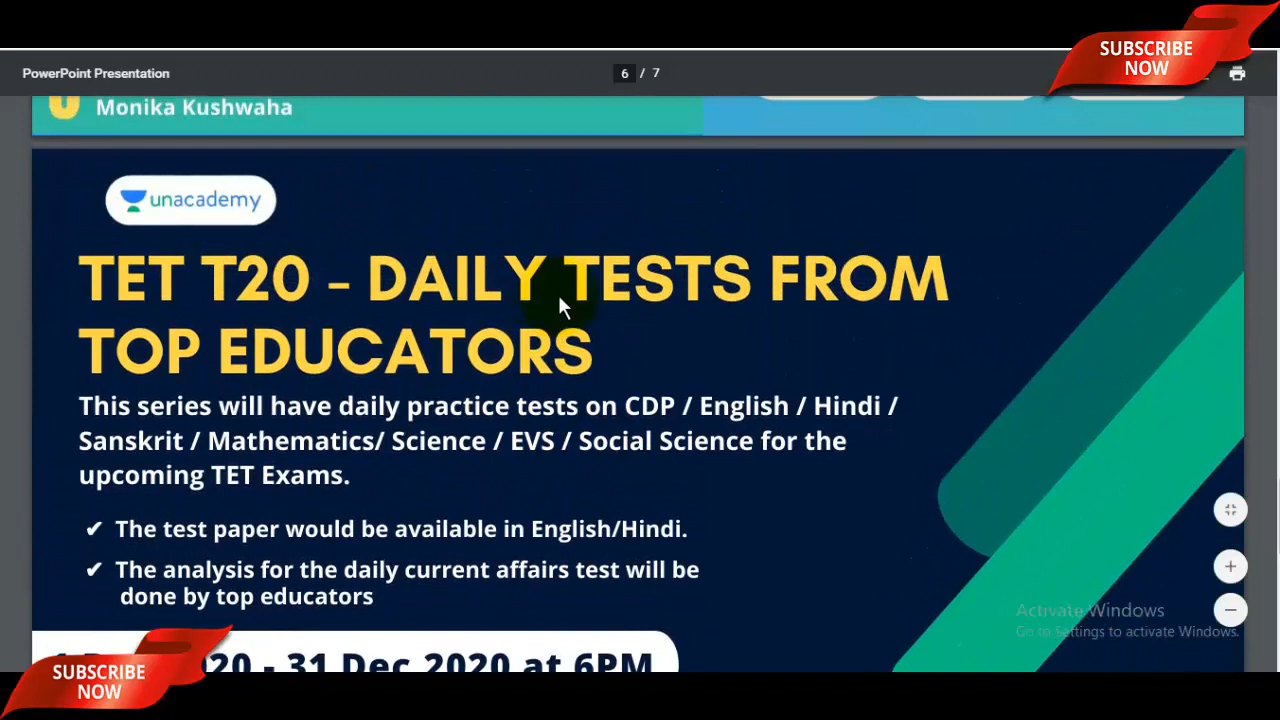 SUBSCRIBE
NOW
PowerPoint Presentation
6 / 7
Monika Kushwaha
unacademy
TET T20 - DAILY TESTS FROM
TOP EDUCATORS
This series will have daily practice tests on CDP / English / Hindi /
Sanskrit / Mathematics/ Science / EVS / Social Science for the
upcoming TET Exams.
✔ The test paper would be available in English/Hindi.
✔ The analysis for the daily current affairs test will be
done by top educators
Activate Windows
Go to Settings to activate Windows.
20 - 31 Dec 2020 at 6PM
SUBSCRIBE
NOW